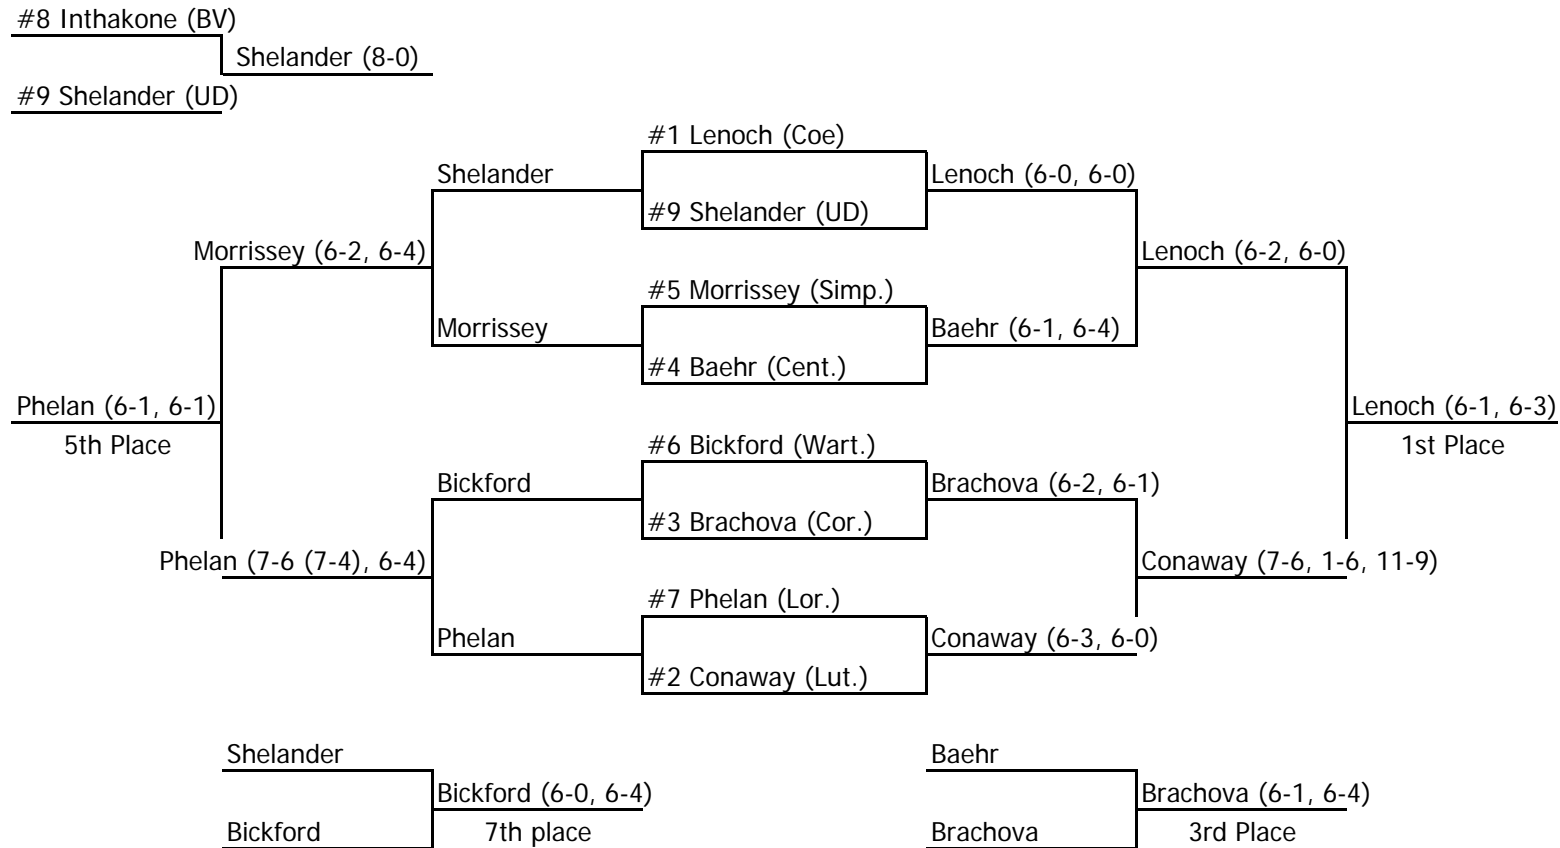 #8 Inthakone (BV)
Shelander (8-0)
#9 Shelander (UD)
#1 Lenoch (Coe)
Shelander
Lenoch (6-0, 6-0)
#9 Shelander (UD)
Morrissey (6-2, 6-4)
Lenoch (6-2, 6-0)
#5 Morrissey (Simp.)
Morrissey
Baehr (6-1, 6-4)
#4 Baehr (Cent.)
Phelan (6-1, 6-1)
Lenoch (6-1, 6-3)
5th Place
#6 Bickford (Wart.)
1st Place
Bickford
Brachova (6-2, 6-1)
#3 Brachova (Cor.)
Phelan (7-6 (7-4), 6-4)
Conaway (7-6, 1-6, 11-9)
#7 Phelan (Lor.)
Phelan
Conaway (6-3, 6-0)
#2 Conaway (Lut.)
Shelander
Baehr
Bickford (6-0, 6-4)
Brachova (6-1, 6-4)
Bickford
7th place
Brachova
3rd Place